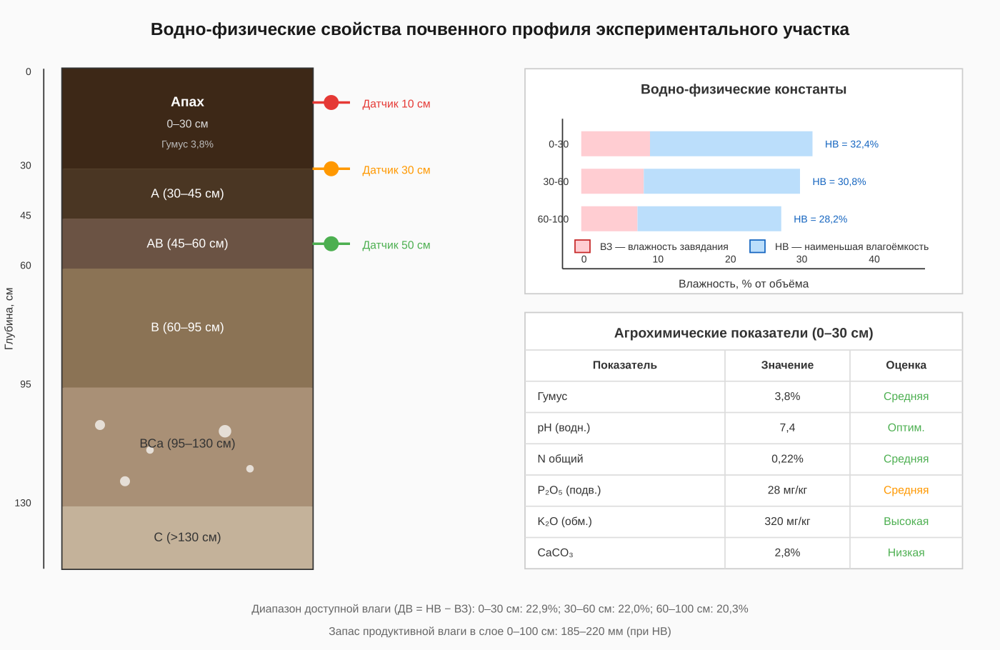 Водно-физические свойства почвенного профиля экспериментального участка
Глубина, см
0
30
45
60
95
130
Апах
0–30 см
Гумус 3,8%
А (30–45 см)
АВ (45–60 см)
В (60–95 см)
ВСа (95–130 см)
С (>130 см)
Датчик 10 см
Датчик 30 см
Датчик 50 см
Водно-физические константы
0-30 НВ = 32,4%
30-60 НВ = 30,8%
60-100 НВ = 28,2%
ВЗ — влажность завядания НВ — наименьшая влагоёмкость
0 10 20 30 40
Влажность, % от объёма
Агрохимические показатели (0–30 см)
Показатель Значение Оценка
Гумус 3,8% Средняя
pH (водн.) 7,4 Оптим.
N общий 0,22% Средняя
P₂O₅ (подв.) 28 мг/кг Средняя
K₂O (обм.) 320 мг/кг Высокая
CaCO₃ 2,8% Низкая
Диапазон доступной влаги (ДВ = НВ − ВЗ): 0–30 см: 22,9%; 30–60 см: 22,0%; 60–100 см: 20,3%
Запас продуктивной влаги в слое 0–100 см: 185–220 мм (при НВ)